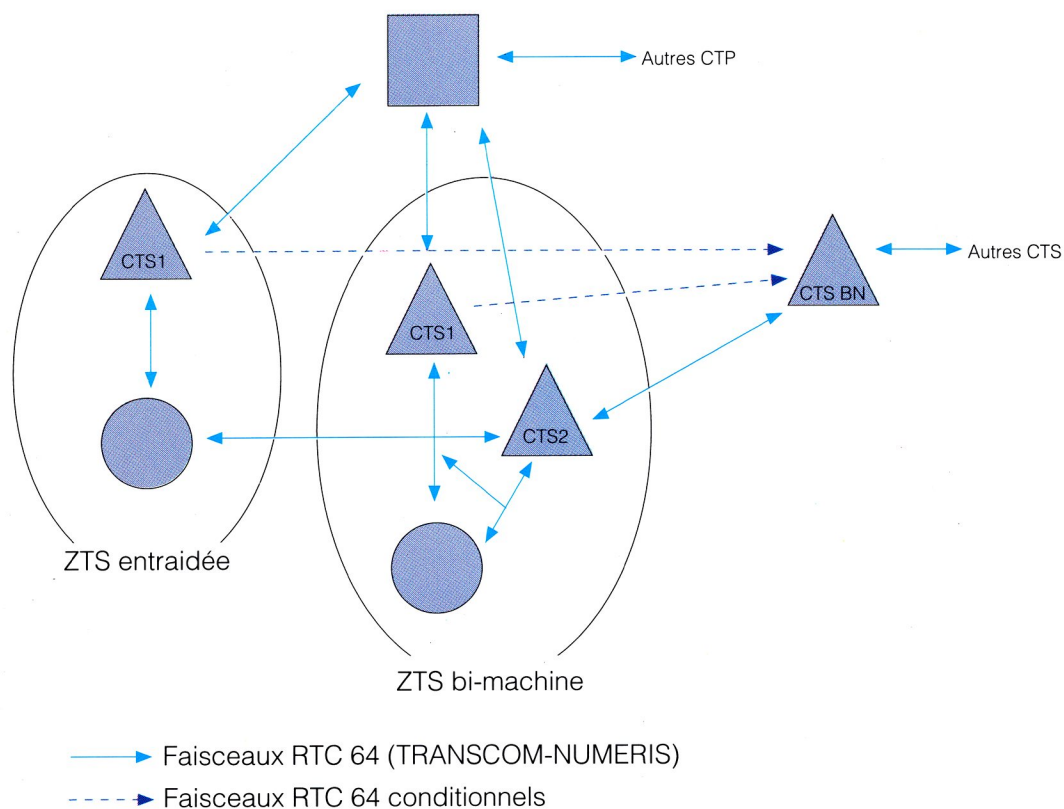 Autres CTP
CTS1
CTS1
CTS BN
Autres CTS
CTS2
ZTS entraidée
ZTS bi-machine
Faisceaux RTC 64 (TRANSCOM-NUMERIS)
Faisceaux RTC 64 conditionnels